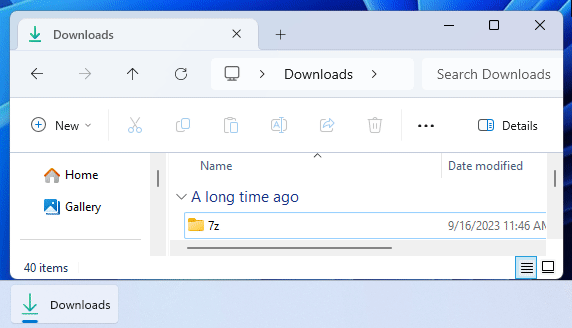 Downloads
Downloads
Search Downloads
New
Details
Name
Date modified
Home
Gallery
A long time ago
7z
9/16/2023 11:46 AM
40 items
Downloads